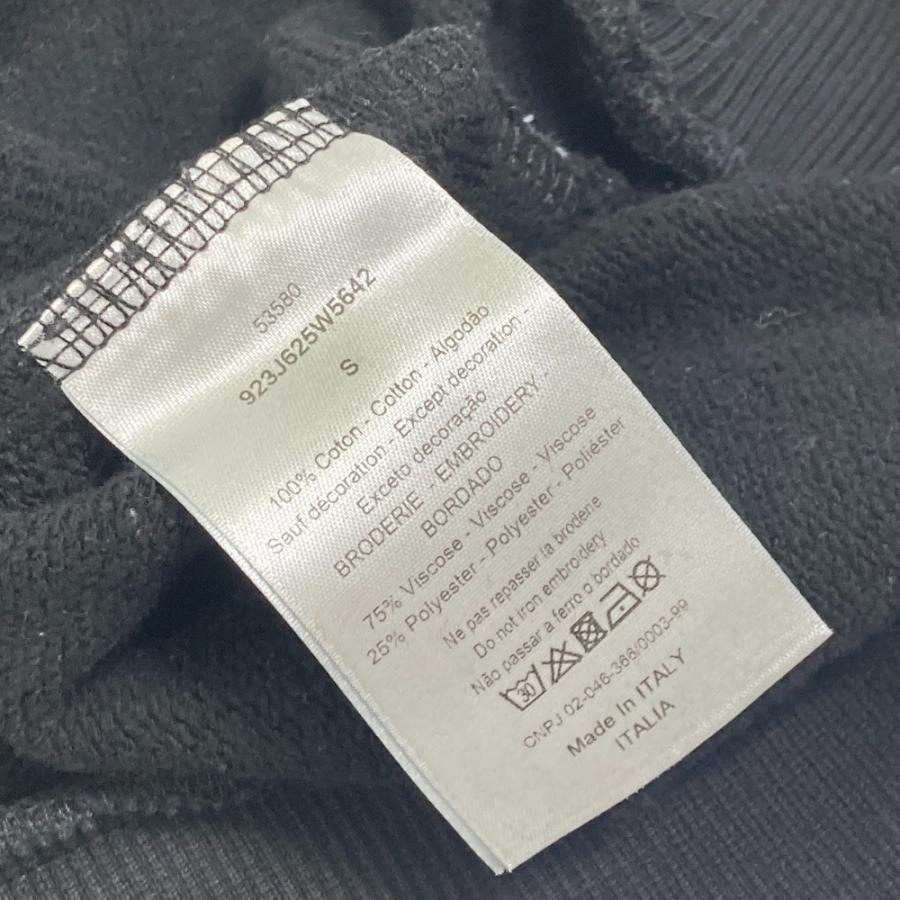 53580
923J625W5642
S
100% Coton - Cotton - Algodão
Sauf décoration - Except decoration -
Exceto decoração
BRODERIE - EMBROIDERY -
BORDADO
75% Viscose - Viscose - Viscose
25% Polyester - Polyester - Poliéster
Ne pas repasser la broderie
Do not iron embroidery
Não passar a ferro o bordado
30
CNPJ 02-046-366/0003-99
Made In ITALY
ITALIA